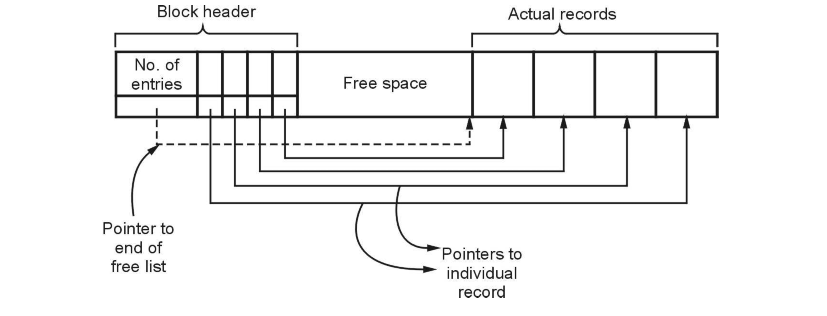 Block header
Actual records
No. of
entries
Free space
Pointer to
end of
free list
Pointers to
individual
record